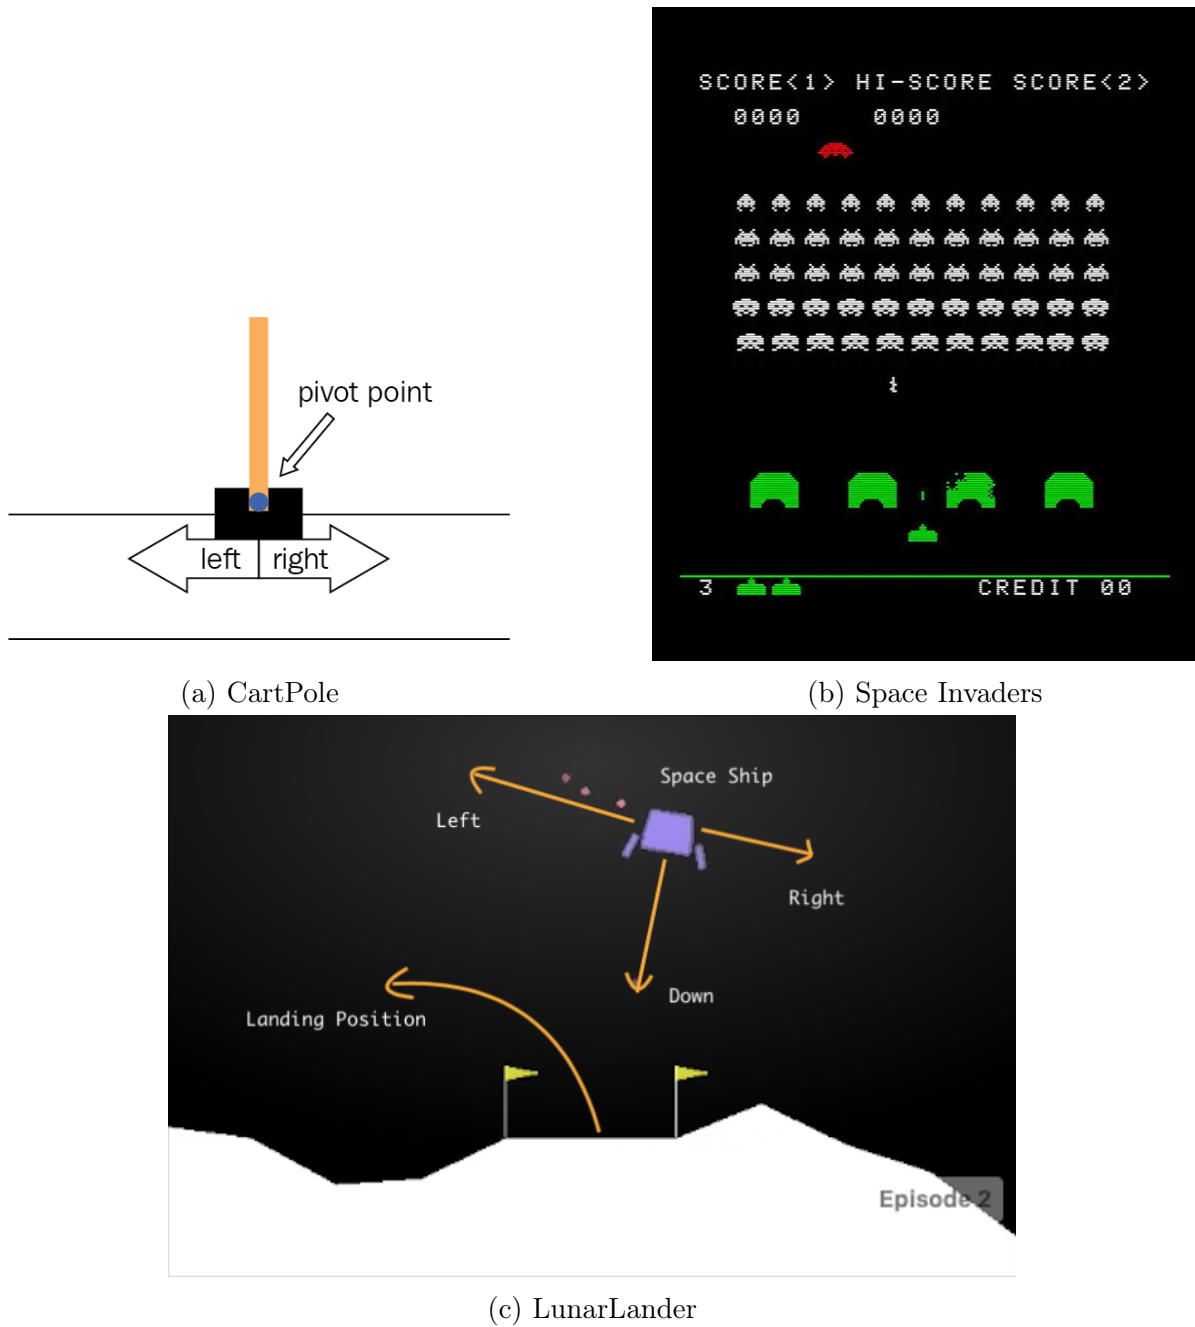 pivot point
left right
(a) CartPole
SCORE<1> HI-SCORE SCORE<2>
0000 0000
3 CREDIT 00
(b) Space Invaders
Space Ship
Left
Right
Down
Landing Position
Episode 2
(c) LunarLander